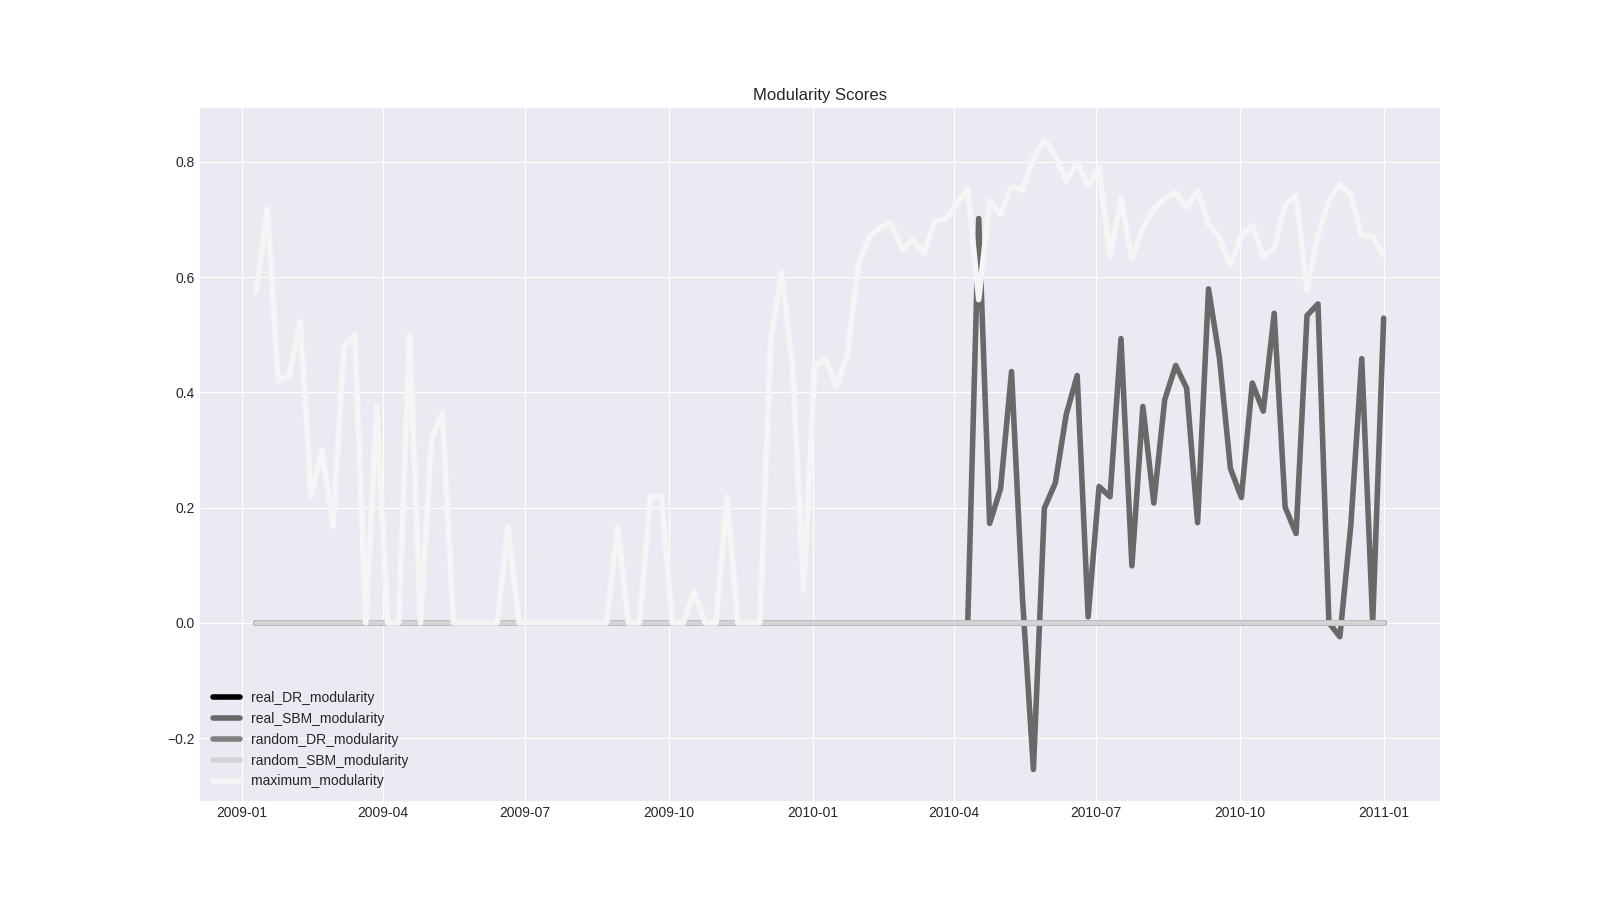 Modularity Scores
0.8
0.6
0.4
0.2
0.0
−0.2
real_DR_modularity
real_SBM_modularity
random_DR_modularity
random_SBM_modularity
maximum_modularity
2009-01 2009-04 2009-07 2009-10 2010-01 2010-04 2010-07 2010-10 2011-01